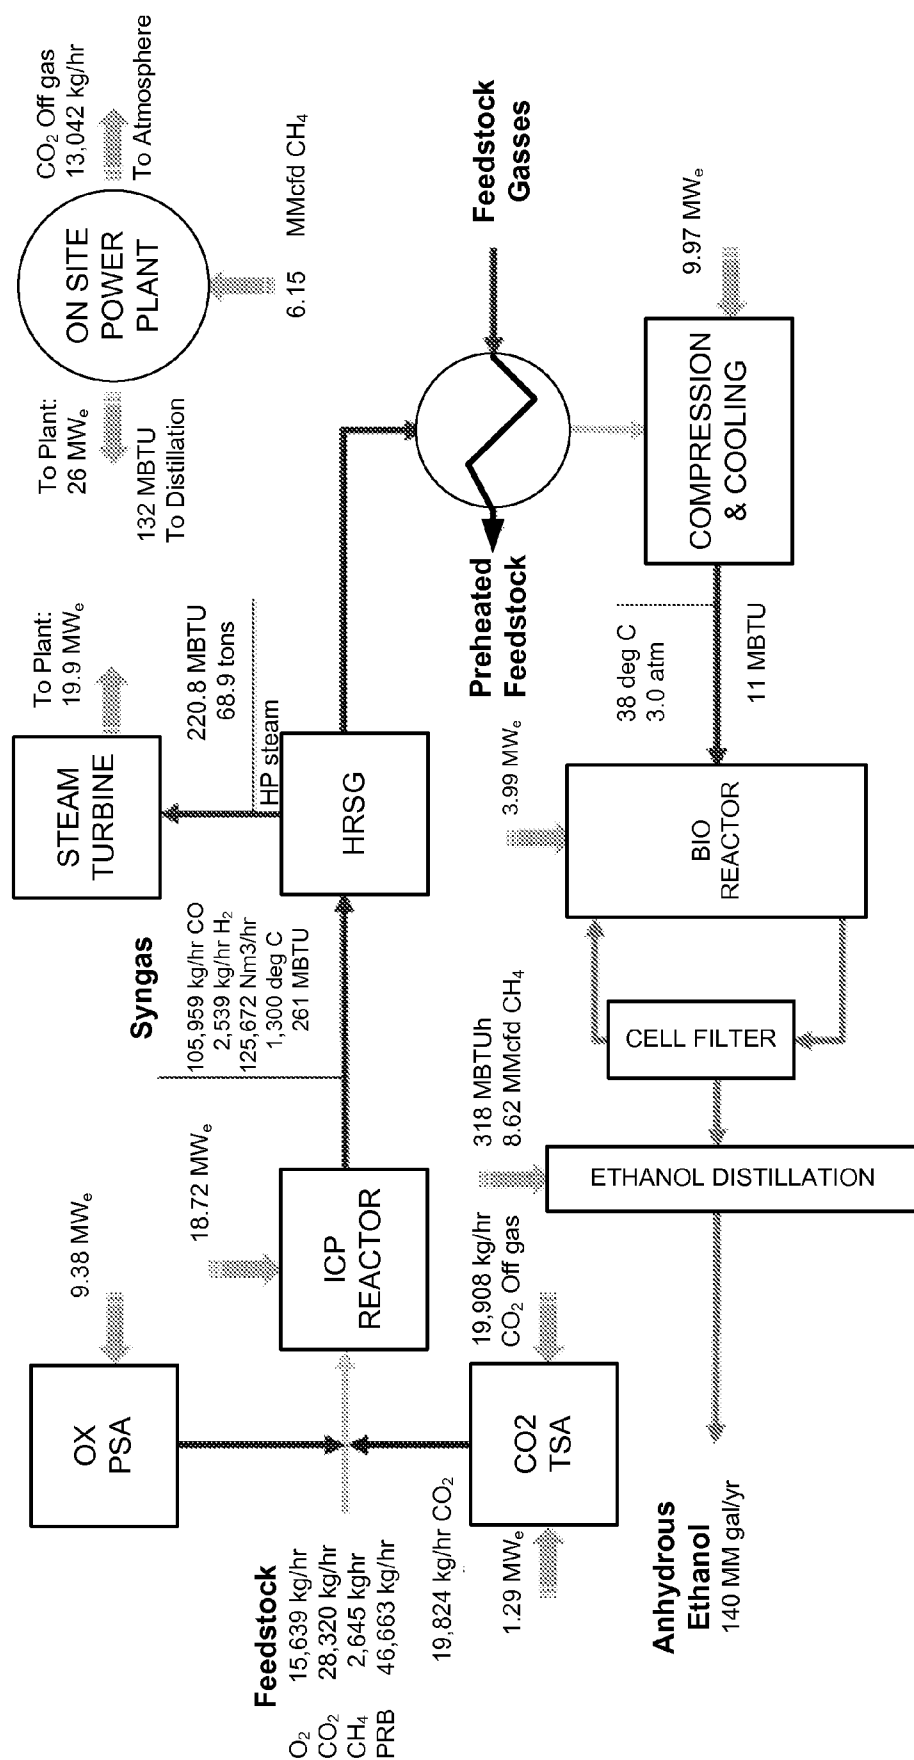 OX
PSA
9.38 MWₑ
Feedstock
O₂ 15,639 kg/hr
CO₂ 28,320 kg/hr
CH₄ 2,645 kghr
PRB 46,663 kg/hr
19,824 kg/hr CO₂
1.29 MWₑ
CO2
TSA
19,908 kg/hr
CO₂ Off gas
ICP
REACTOR
18.72 MWₑ
Syngas
105,959 kg/hr CO
2,539 kg/hr H₂
125,672 Nm3/hr
1,300 deg C
261 MBTU
HRSG
HP steam
220.8 MBTU
68.9 tons
STEAM
TURBINE
To Plant:
19.9 MWₑ
To Plant:
26 MWₑ
132 MBTU
To Distillation
ON SITE
POWER
PLANT
CO₂ Off gas
13,042 kg/hr
To Atmosphere
6.15 MMcfd CH₄
Feedstock
Gasses
Preheated
Feedstock
COMPRESSION
& COOLING
9.97 MWₑ
38 deg C
3.0 atm
11 MBTU
BIO
REACTOR
3.99 MWₑ
CELL FILTER
318 MBTUh
8.62 MMcfd CH₄
ETHANOL DISTILLATION
Anhydrous
Ethanol
140 MM gal/yr